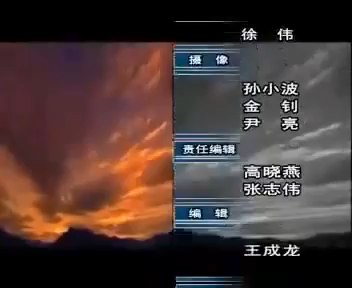 徐 伟
摄 像
孙小波
金 钊
尹 亮
责任编辑
高晓燕
张志伟
编 辑
王成龙